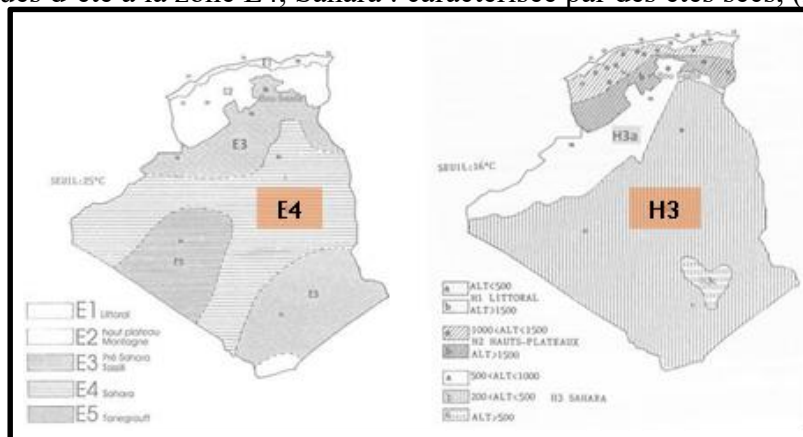 des d'été à la zone E4, Sahara : caractérisée par des étés secs, (
E1
E2
E3
SEUIL:25°C
E4
E5
E3
E1 Littoral
E2 haut plateau
Montagne
E3 Pré Sahara
Tassili
E4 Sahara
E5 Tanegrouft
H3a
SEUIL:16°C
H3
a ALT<500
H1 LITTORAL
b ALT>1500
a 1000<ALT<1500
H2 HAUTS-PLATEAUX
b ALT>1500
a 500<ALT<1000
200<ALT<500 H3 SAHARA
ALT>500